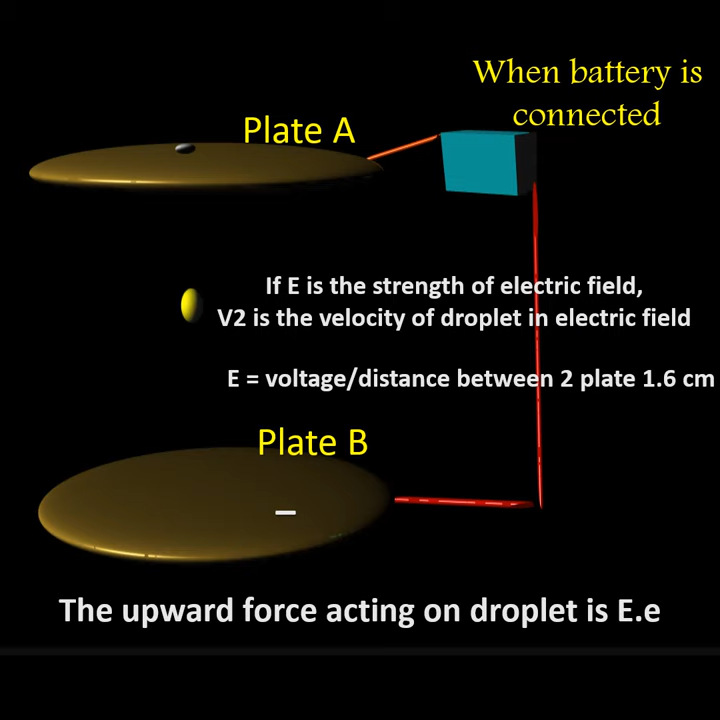 When battery is
connected
Plate A
If E is the strength of electric field,
V2 is the velocity of droplet in electric field
E = voltage/distance between 2 plate 1.6 cm
Plate B
–
The upward force acting on droplet is E.e